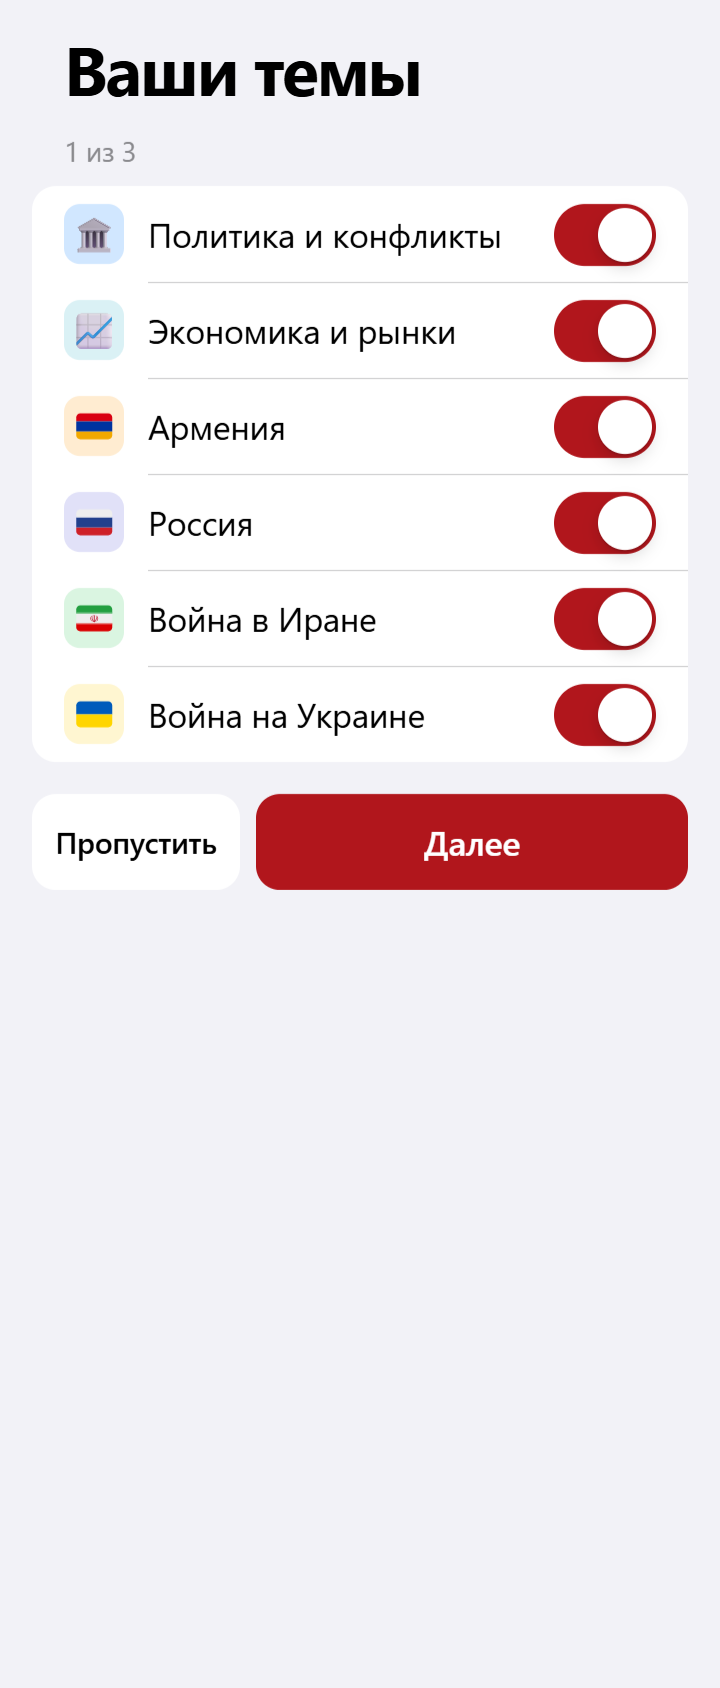 Ваши темы
1 из 3
Политика и конфликты
Экономика и рынки
Армения
Россия
Война в Иране
Война на Украине
Пропустить
Далее